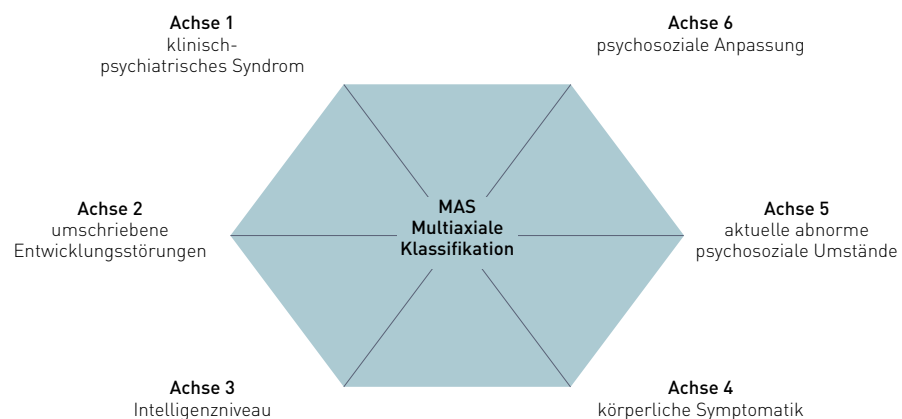 Achse 1
klinisch-
psychiatrisches Syndrom
Achse 6
psychosoziale Anpassung
Achse 2
umschriebene
Entwicklungsstörungen
MAS
Multiaxiale
Klassifikation
Achse 5
aktuelle abnorme
psychosoziale Umstände
Achse 3
Intelligenzniveau
Achse 4
körperliche Symptomatik